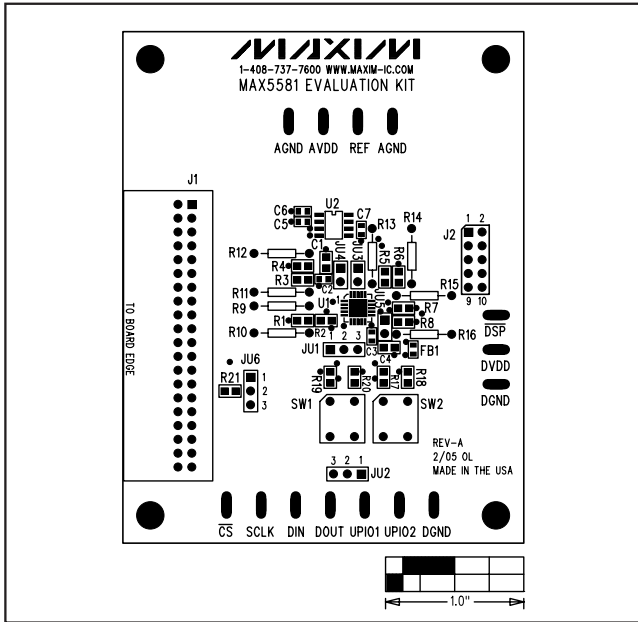 MAXIM
1-408-737-7600 WWW.MAXIM-IC.COM
MAX5581 EVALUATION KIT
AGND AVDD REF AGND
J1
C6 U2
C5 C7 R13 R14
J2 1 2
9 10
R12 C1 JU4 JU3
R4 R5 R6
R3 C2
R11 R15
R9 U1 1 JU5 R7
R1 R2 R8
R10 R16
JU1 1 2 3 C3 C4 FB1
DSP
DVDD
DGND
TO BOARD EDGE
JU6
R21 1
2
3
R19 R20 R17 R18
SW1 SW2
REV-A
2/05 OL
MADE IN THE USA
3 2 1
JU2
CS SCLK DIN DOUT UPIO1 UPIO2 DGND
1.0"